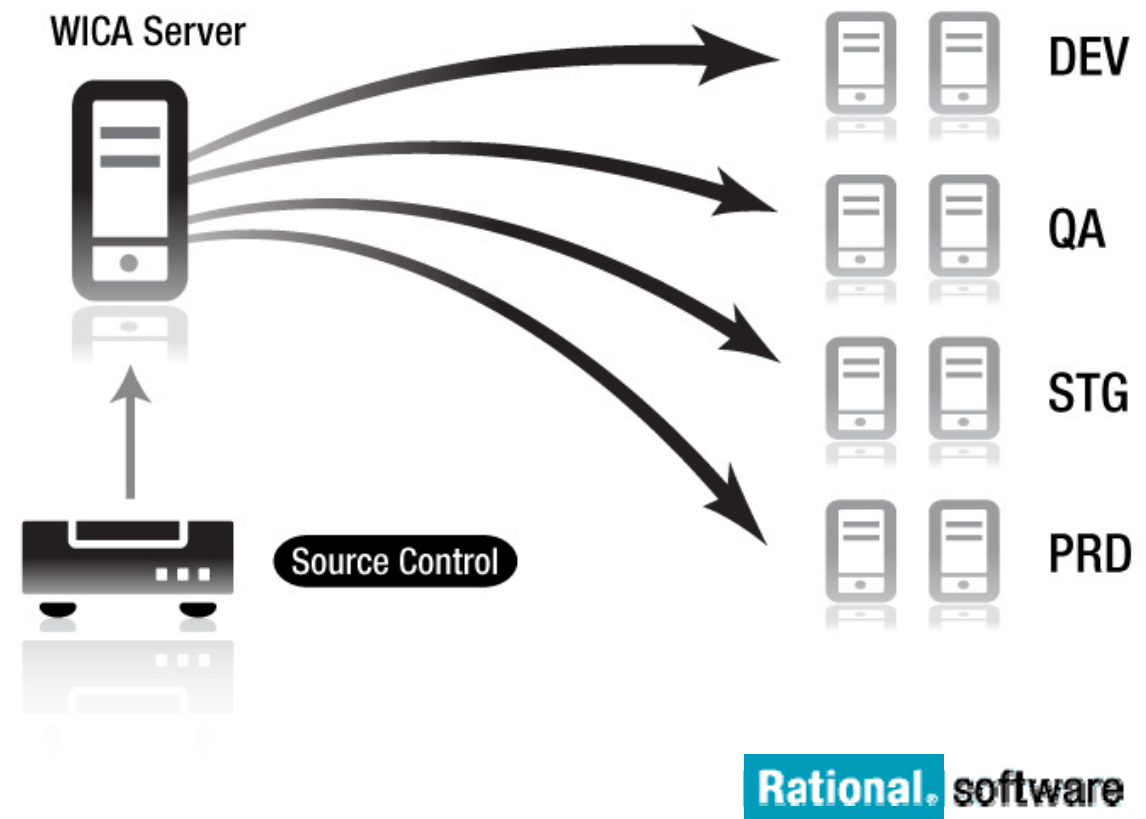 WICA Server
DEV
QA
STG
PRD
Source Control
Rational® software